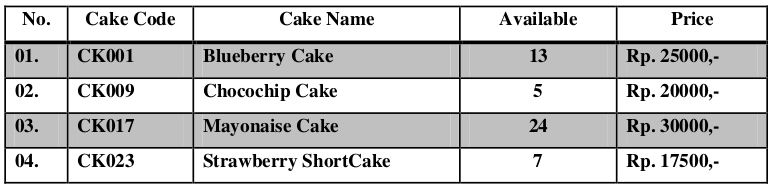 No. Cake Code Cake Name Available Price
01. CK001 Blueberry Cake 13 Rp. 25000,-
02. CK009 Chocochip Cake 5 Rp. 20000,-
03. CK017 Mayonaise Cake 24 Rp. 30000,-
04. CK023 Strawberry ShortCake 7 Rp. 17500,-